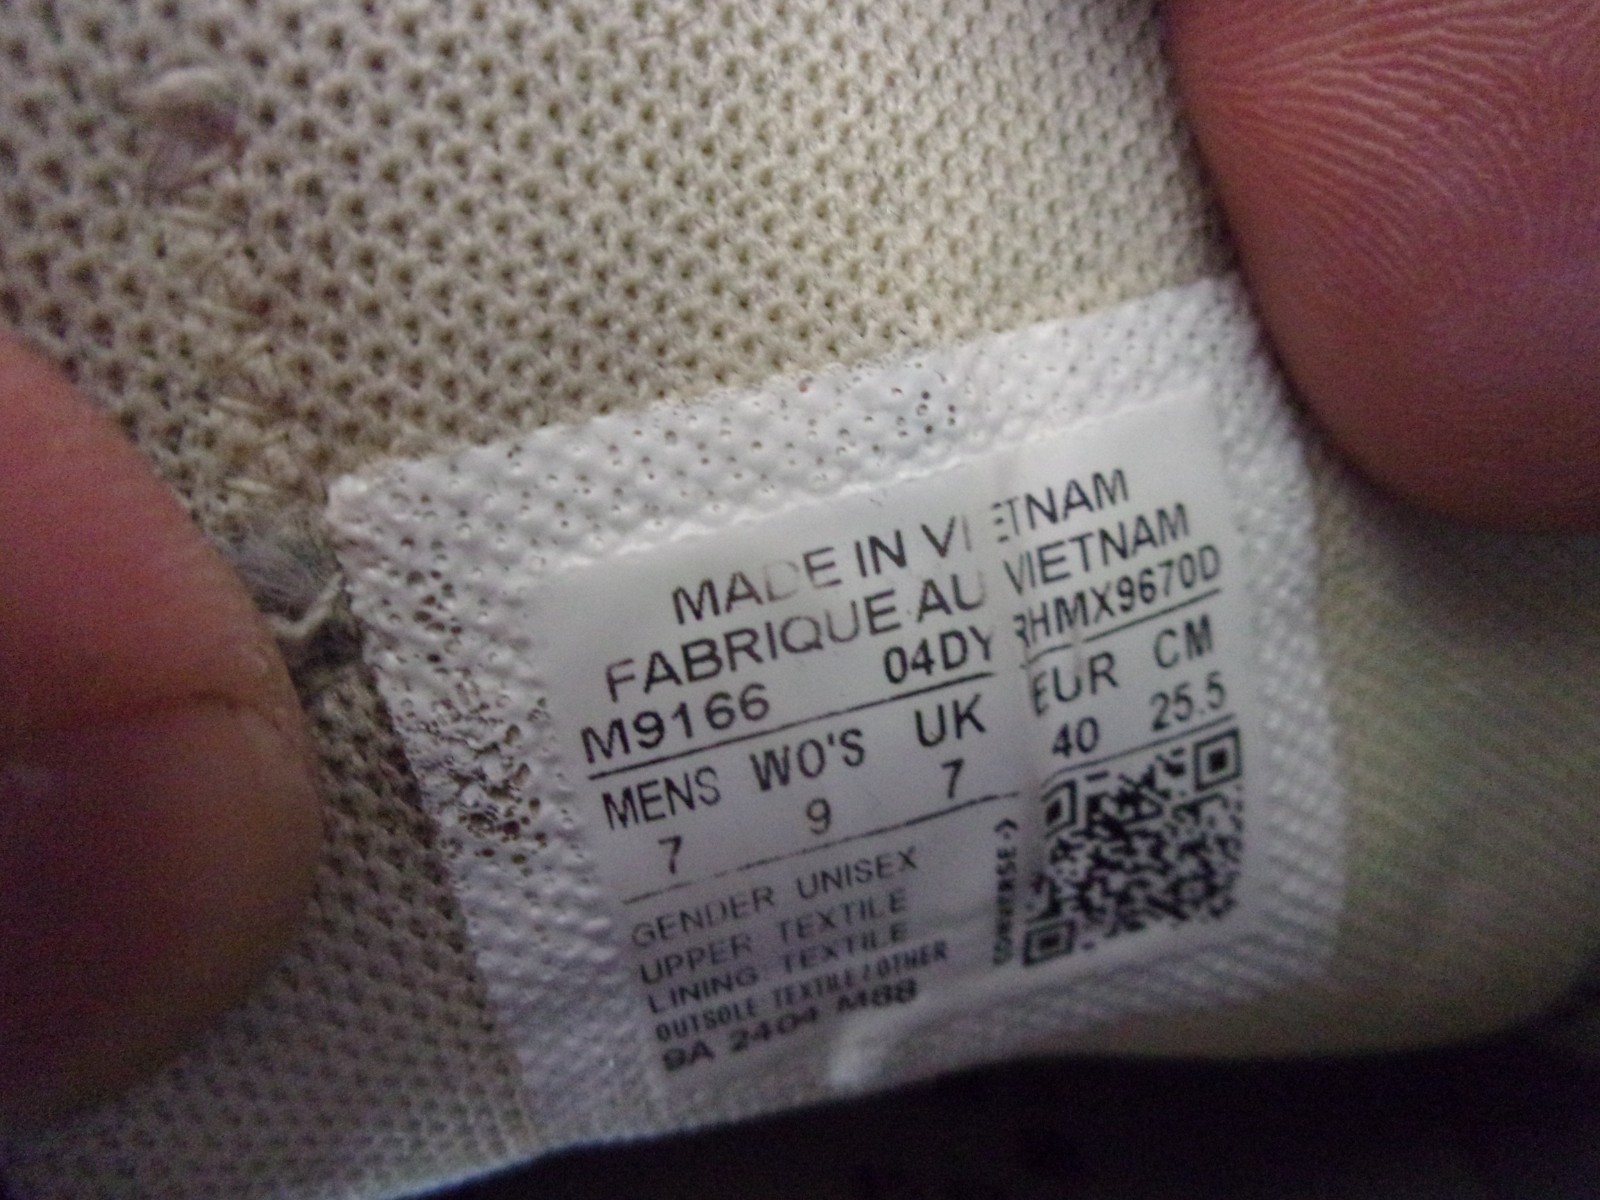 MADE IN VIETNAM
FABRIQUE AU VIETNAM
M9166 04DY RHMX9670D
MENS WO'S UK EUR CM
7 9 7 40 25.5
GENDER UNISEX
UPPER TEXTILE
LINING TEXTILE
OUTSOLE TEXTILE/OTHER
9A 2404 M88
CONVERSE